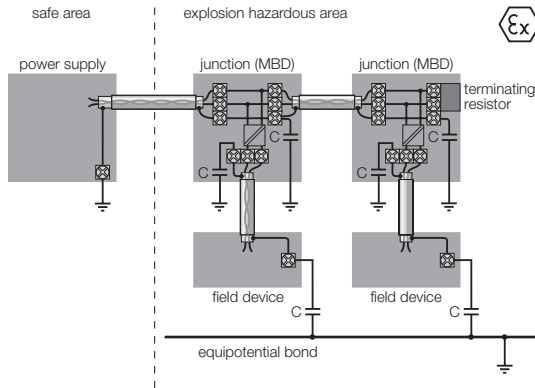 safe area
explosion hazardous area
Ex
power supply
junction (MBD)
junction (MBD)
terminating
resistor
C
C
C
C
field device
field device
C
C
equipotential bond